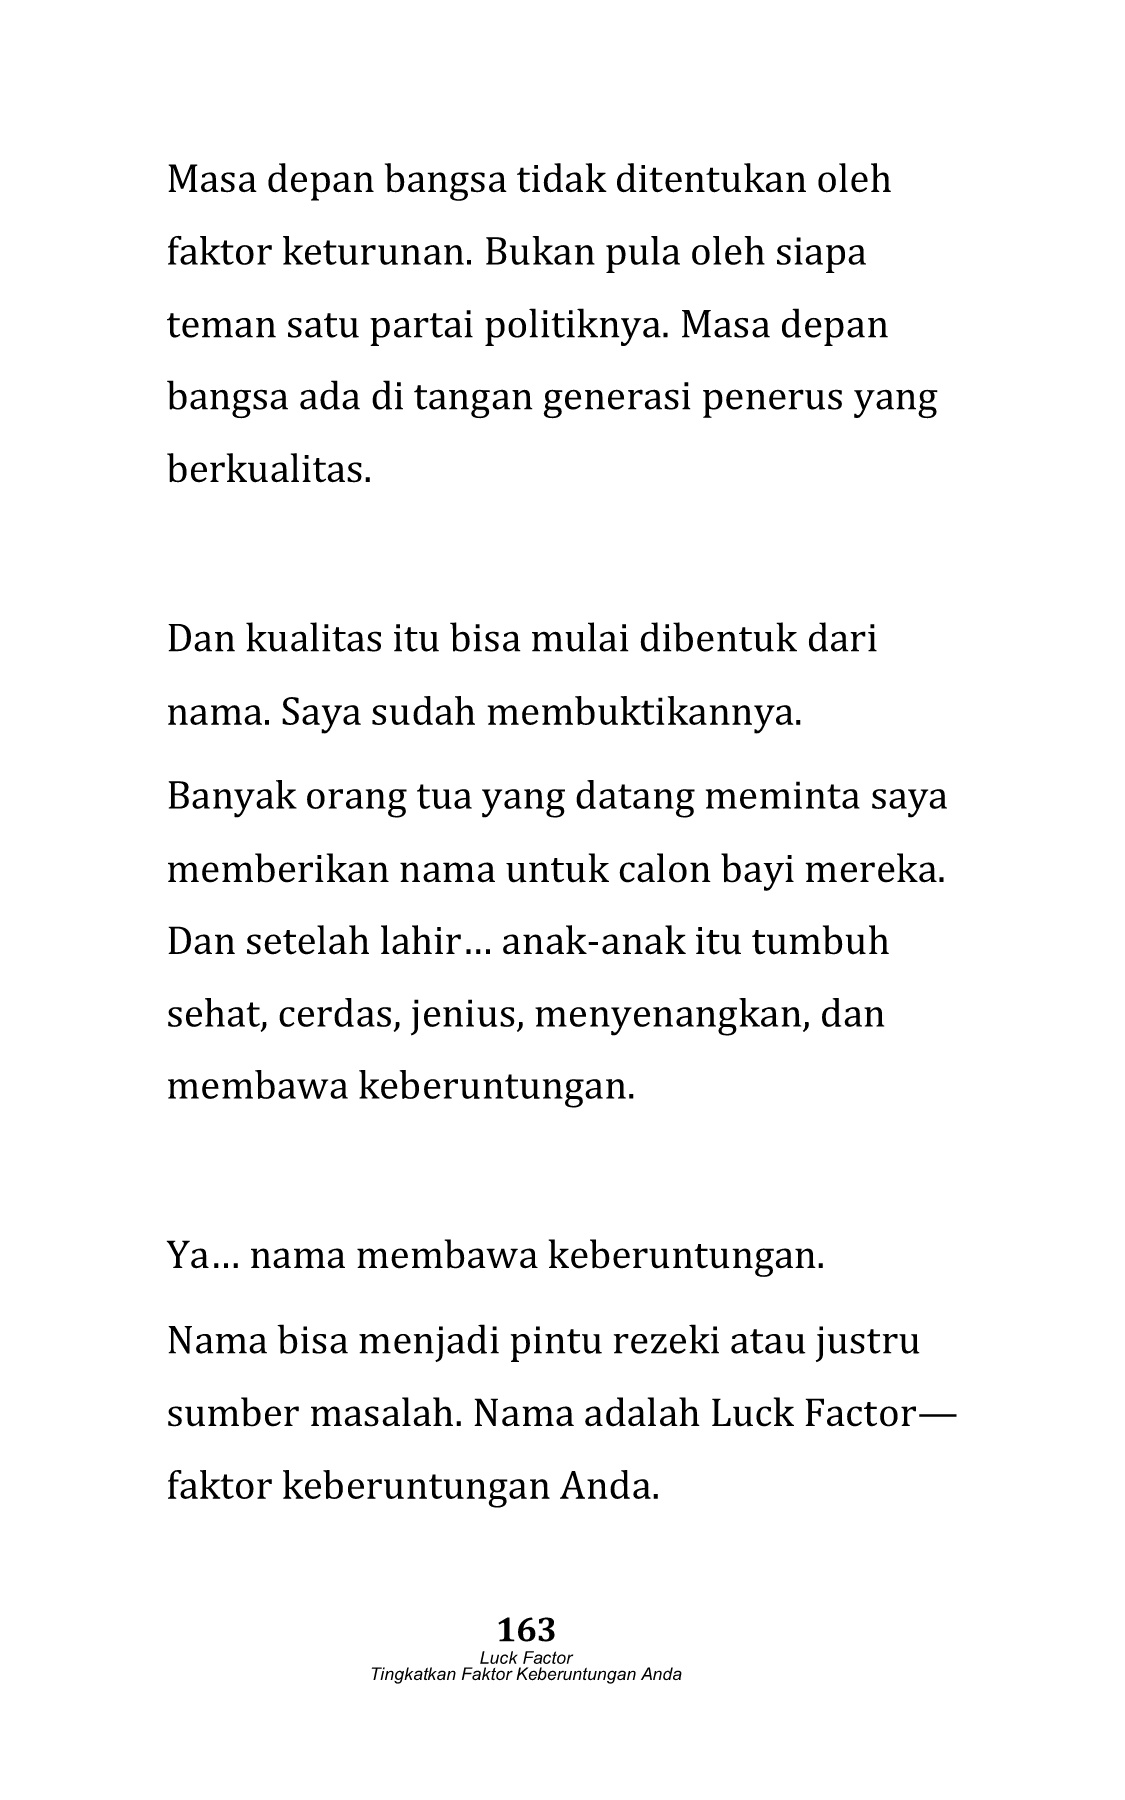 Masa depan bangsa tidak ditentukan oleh
faktor keturunan. Bukan pula oleh siapa
teman satu partai politiknya. Masa depan
bangsa ada di tangan generasi penerus yang
berkualitas.
Dan kualitas itu bisa mulai dibentuk dari
nama. Saya sudah membuktikannya.
Banyak orang tua yang datang meminta saya
memberikan nama untuk calon bayi mereka.
Dan setelah lahir… anak-anak itu tumbuh
sehat, cerdas, jenius, menyenangkan, dan
membawa keberuntungan.
Ya… nama membawa keberuntungan.
Nama bisa menjadi pintu rezeki atau justru
sumber masalah. Nama adalah Luck Factor—
faktor keberuntungan Anda.
163
Luck Factor
Tingkatkan Faktor Keberuntungan Anda